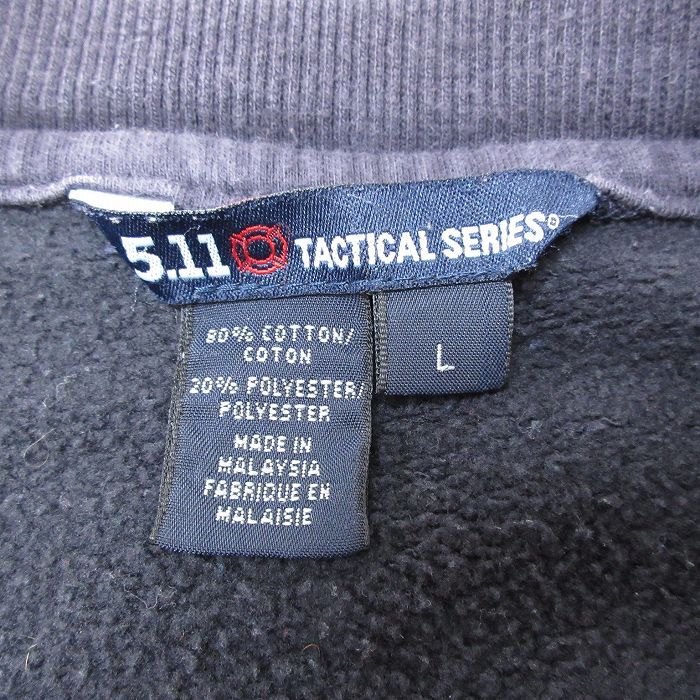 5.11 TACTICAL SERIES®
80% COTTON/
COTON
20% POLYESTER/
POLYESTER
MADE IN
MALAYSIA
FABRIQUE EN
MALAISIE
L